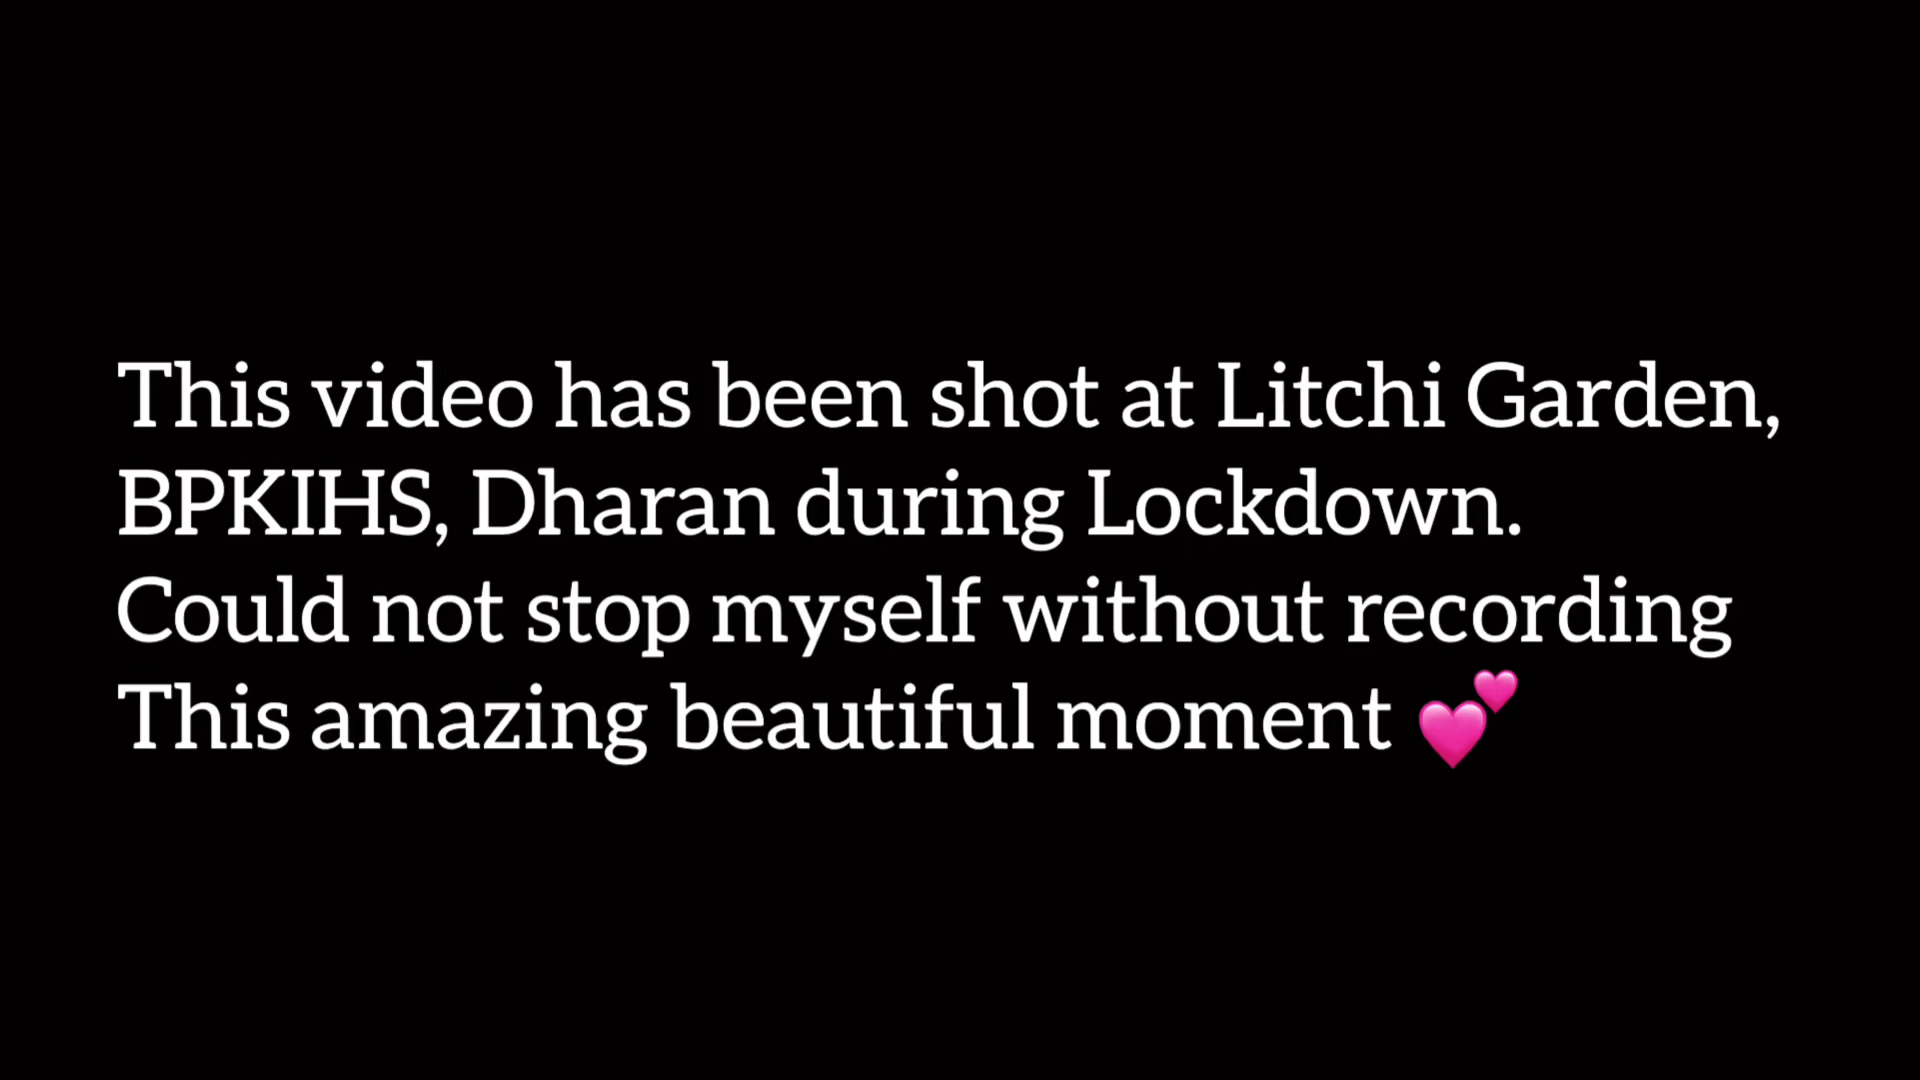 This video has been shot at Litchi Garden,
BPKIHS, Dharan during Lockdown.
Could not stop myself without recording
This amazing beautiful moment 💕